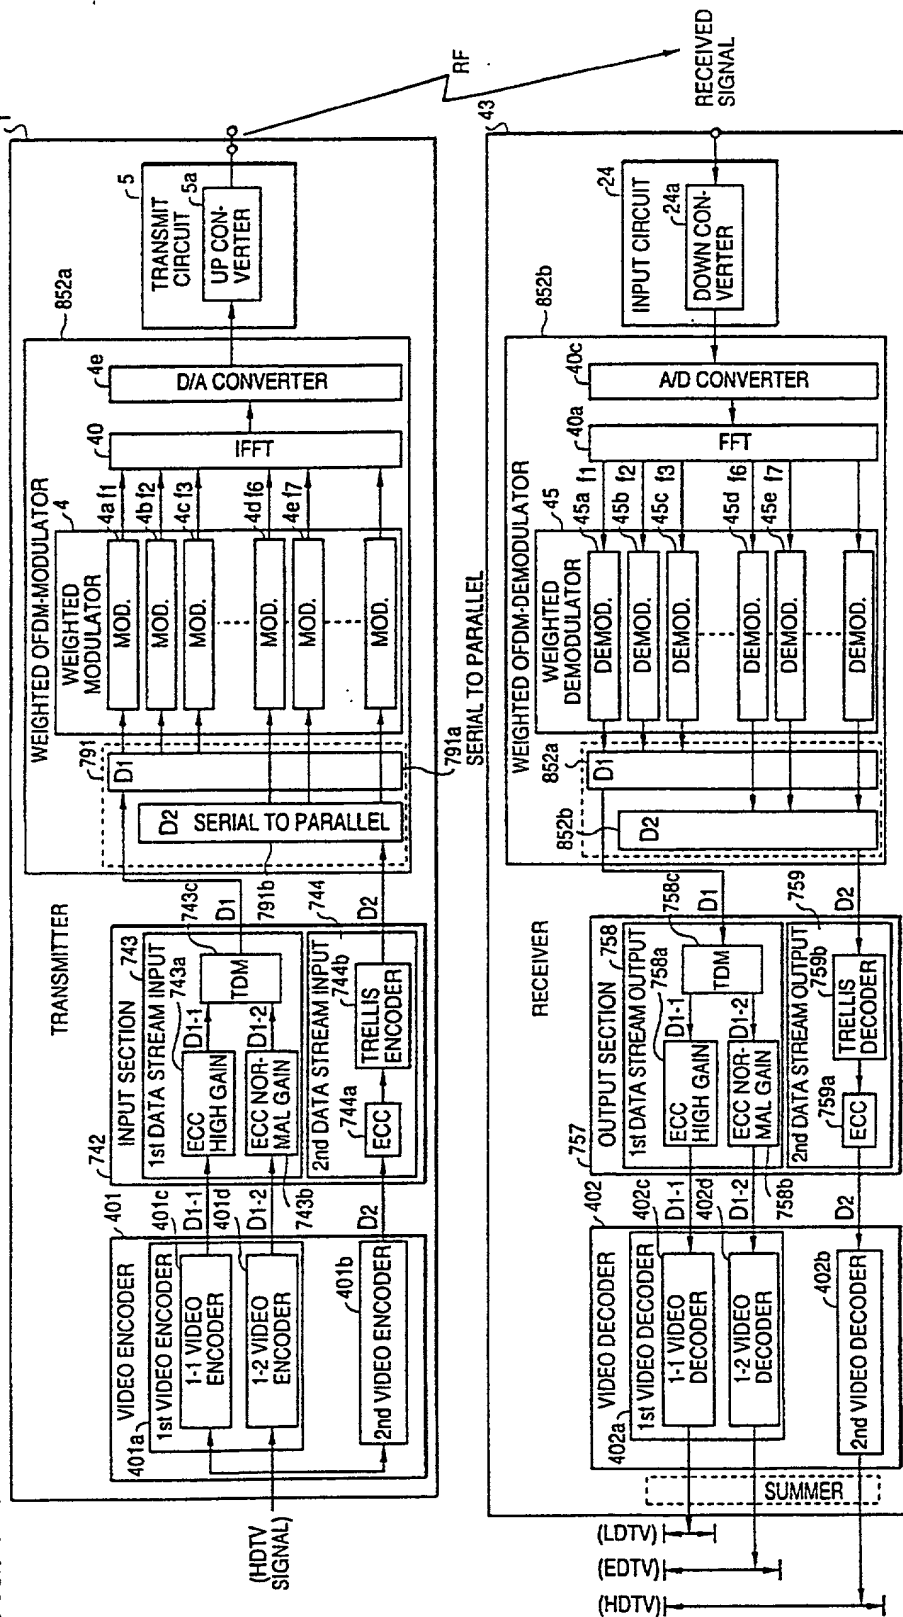 TRANSMITTER
1
(HDTV
SIGNAL)
VIDEO ENCODER
401
401a
1st VIDEO ENCODER
1-1 VIDEO
ENCODER
401c
1-2 VIDEO
ENCODER
401d
2nd VIDEO ENCODER
401b
D1-1
D1-2
D2
742
INPUT SECTION
743
1st DATA STREAM INPUT
743a
ECC
HIGH GAIN
D1-1
ECC NOR-
MAL GAIN
743b
D1-2
TDM
743c
D1
2nd DATA STREAM INPUT
744
744a
ECC
744b
TRELLIS
ENCODER
D2
WEIGHTED OFDM-MODULATOR
852a
791
D1
D2
SERIAL TO PARALLEL
791b
791a
SERIAL TO PARALLEL
WEIGHTED
MODULATOR
4
MOD.
4a f1
MOD.
4b f2
MOD.
4c f3
MOD.
4d f6
MOD.
4e f7
MOD.
40
IFFT
4e
D/A CONVERTER
TRANSMIT
CIRCUIT
5
5a
UP CON-
VERTER
RF
RECEIVED
SIGNAL
RECEIVER
43
INPUT CIRCUIT
24
24a
DOWN CON-
VERTER
WEIGHTED OFDM-DEMODULATOR
852b
40c
A/D CONVERTER
40a
FFT
WEIGHTED
DEMODULATOR
45
45a f1
DEMOD.
45b f2
DEMOD.
45c f3
DEMOD.
45d f6
DEMOD.
45e f7
DEMOD.
DEMOD.
852a
D1
852b
D2
D1
D2
757
OUTPUT SECTION
758
1st DATA STREAM OUTPUT
758a
ECC
HIGH GAIN
D1-1
ECC NOR-
MAL GAIN
758b
D1-2
TDM
758c
2nd DATA STREAM OUTPUT
759
759a
ECC
759b
TRELLIS
DECODER
D1-1
D1-2
D2
VIDEO DECODER
402
402a
1st VIDEO DECODER
1-1 VIDEO
DECODER
402c
1-2 VIDEO
DECODER
402d
2nd VIDEO DECODER
402b
SUMMER
(LDTV)
(EDTV)
(HDTV)